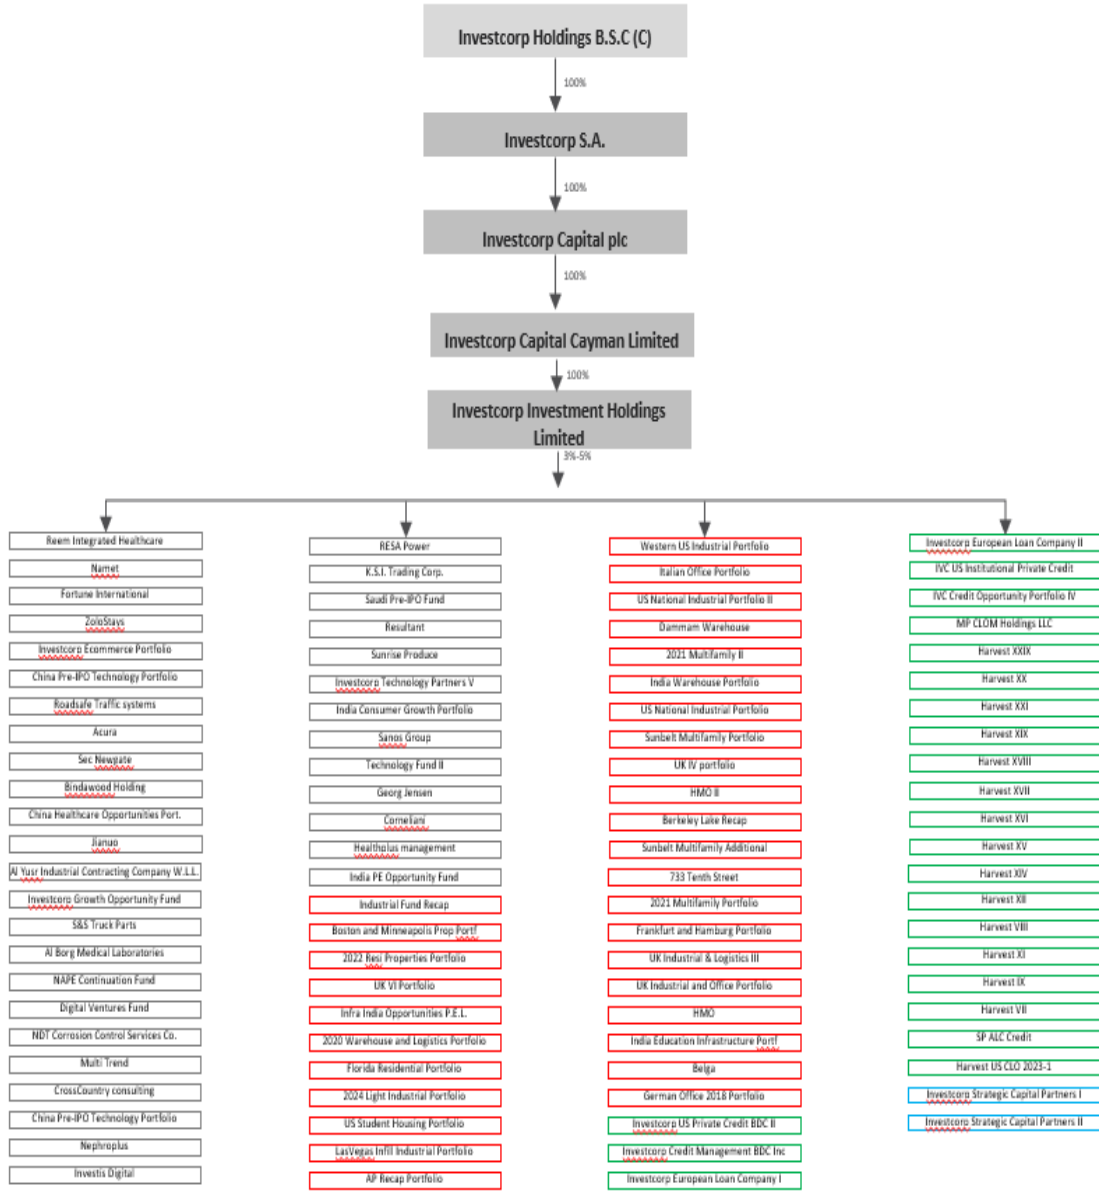 Investcorp Holdings B.S.C (C)
100%
Investcorp S.A.
100%
Investcorp Capital plc
100%
Investcorp Capital Cayman Limited
100%
Investcorp Investment Holdings
Limited
3%-5%
Reem Integrated Healthcare
Namet
Fortune International
ZoloStays
Investcorp Ecommerce Portfolio
China Pre-IPO Technology Portfolio
Roadsafe Traffic systems
Acura
Sec Newgate
Bindawood Holding
China Healthcare Opportunities Port.
Jianuo
Al Yusr Industrial Contracting Company W.L.L.
Investcorp Growth Opportunity Fund
S&S Truck Parts
Al Borg Medical Laboratories
NAPE Continuation Fund
Digital Ventures Fund
NDT Corrosion Control Services Co.
Multi Trend
CrossCountry consulting
China Pre-IPO Technology Portfolio
Nephroplus
Investis Digital
RESA Power
K.S.I. Trading Corp.
Saudi Pre-IPO Fund
Resultant
Sunrise Produce
Investcorp Technology Partners V
India Consumer Growth Portfolio
Sanos Group
Technology Fund II
Georg Jensen
Corneliani
Healthplus management
India PE Opportunity Fund
Industrial Fund Recap
Boston and Minneapolis Prop Portf
2022 Resi Properties Portfolio
UK VI Portfolio
Infra India Opportunities P.E.L.
2020 Warehouse and Logistics Portfolio
Florida Residential Portfolio
2024 Light Industrial Portfolio
US Student Housing Portfolio
LasVegas Infill Industrial Portfolio
AP Recap Portfolio
Western US Industrial Portfolio
Italian Office Portfolio
US National Industrial Portfolio II
Dammam Warehouse
2021 Multifamily II
India Warehouse Portfolio
US National Industrial Portfolio
Sunbelt Multifamily Portfolio
UK IV portfolio
HMO II
Berkeley Lake Recap
Sunbelt Multifamily Additional
733 Tenth Street
2021 Multifamily Portfolio
Frankfurt and Hamburg Portfolio
UK Industrial & Logistics III
UK Industrial and Office Portfolio
HMO
India Education Infrastructure Portf
Belga
German Office 2018 Portfolio
Investcorp US Private Credit BDC II
Investcorp Credit Management BDC Inc
Investcorp European Loan Company I
Investcorp European Loan Company II
IVC US Institutional Private Credit
IVC Credit Opportunity Portfolio IV
MP CLOM Holdings LLC
Harvest XXIX
Harvest XX
Harvest XXI
Harvest XIX
Harvest XVIII
Harvest XVII
Harvest XVI
Harvest XV
Harvest XIV
Harvest XII
Harvest VIII
Harvest XI
Harvest IX
Harvest VII
SP ALC Credit
Harvest US CLO 2023-1
Investcorp Strategic Capital Partners I
Investcorp Strategic Capital Partners II